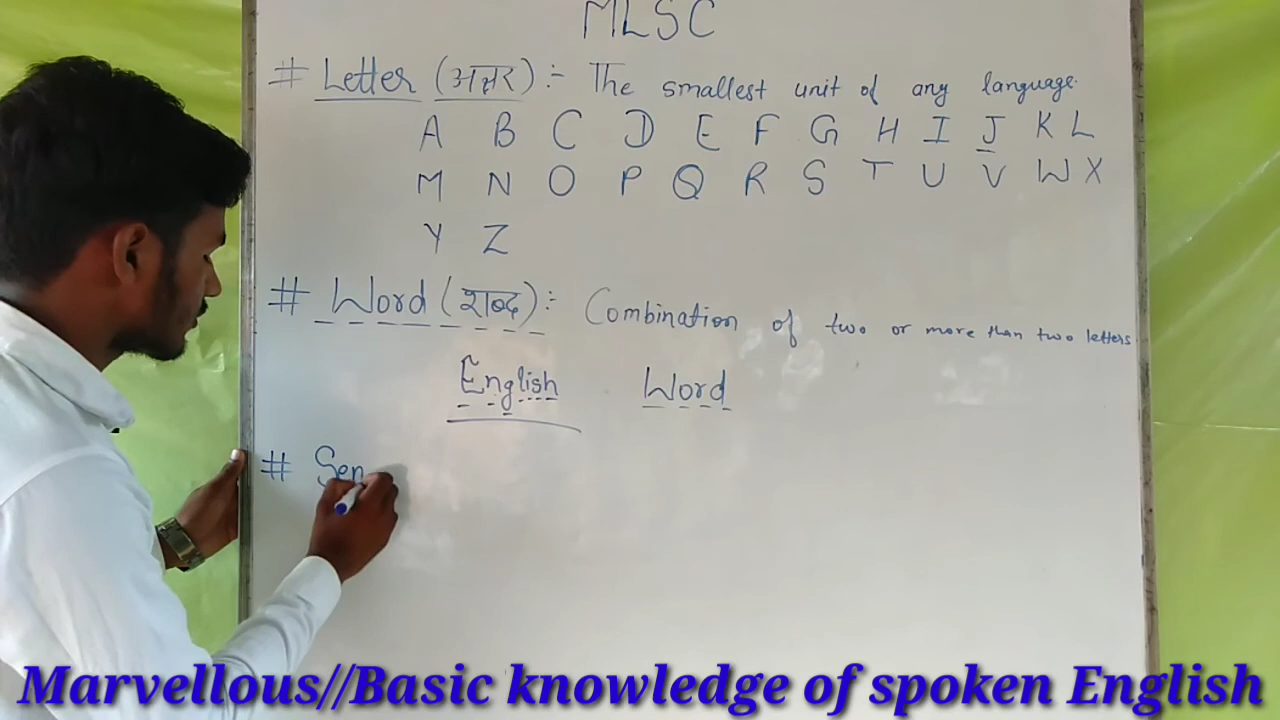 MLSC
# Letter (अक्षर) :- The smallest unit of any language.
A B C D E F G H I J K L
M N O P Q R S T U V W X
Y Z
# Word (शब्द) :- Combination of two or more than two letters
English Word
# Sen
Marvellous//Basic knowledge of spoken English